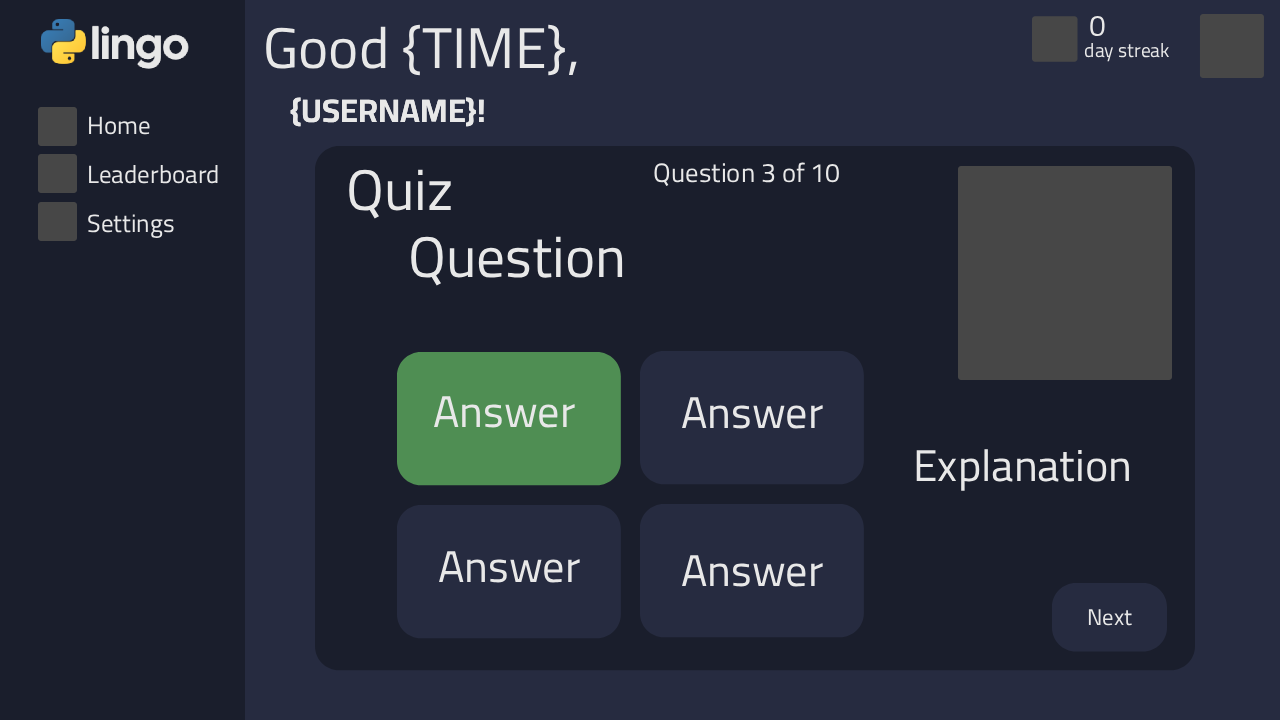 lingo
Home
Leaderboard
Settings
Good {TIME},
{USERNAME}!
0
day streak
Quiz
Question 3 of 10
Question
Answer
Answer
Answer
Answer
Explanation
Next